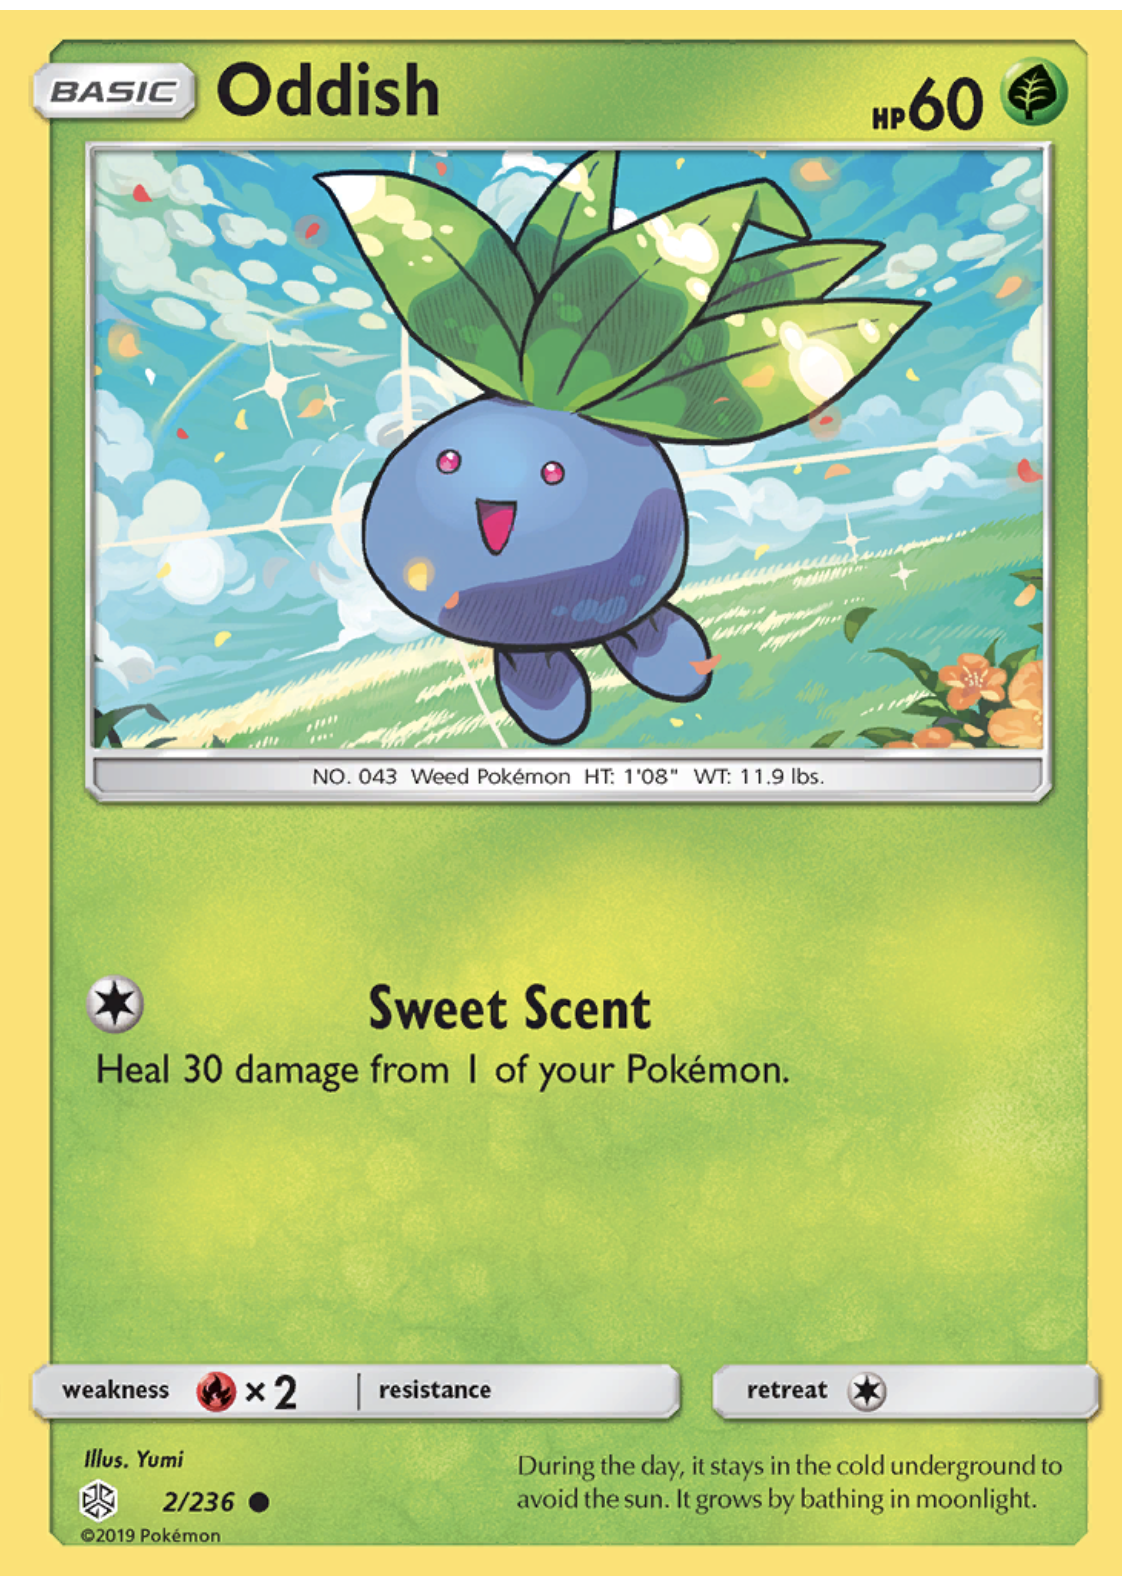 BASIC Oddish HP60
NO. 043 Weed Pokémon HT: 1'08" WT: 11.9 lbs.
Sweet Scent
Heal 30 damage from 1 of your Pokémon.
weakness ×2 resistance retreat
Illus. Yumi
2/236
©2019 Pokémon
During the day, it stays in the cold underground to
avoid the sun. It grows by bathing in moonlight.